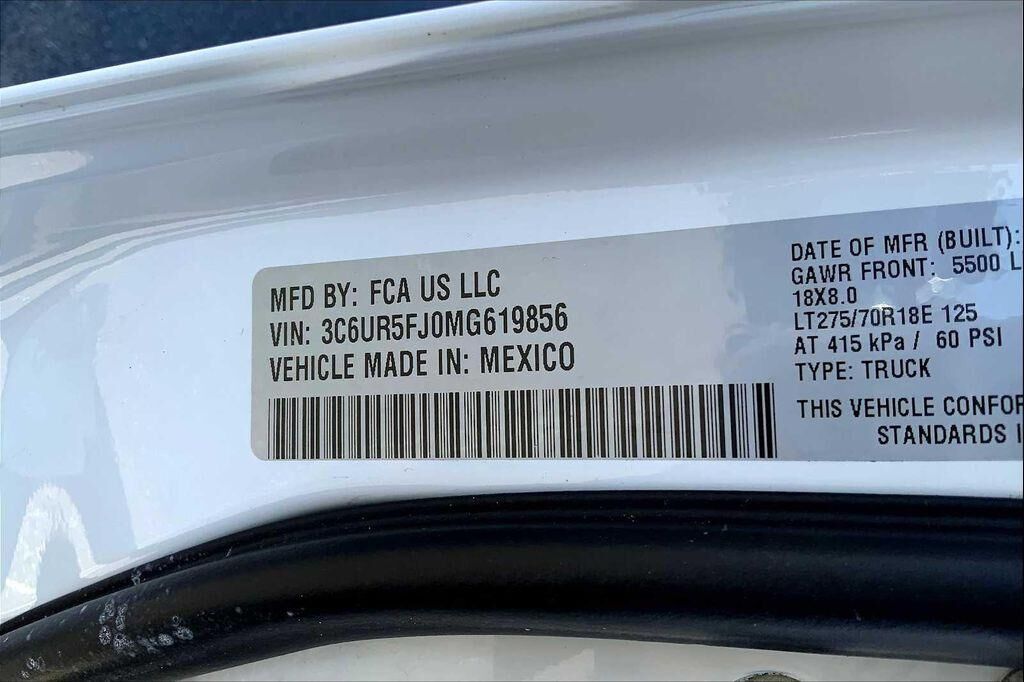 MFD BY: FCA US LLC
VIN: 3C6UR5FJ0MG619856
VEHICLE MADE IN: MEXICO
DATE OF MFR (BUILT):
GAWR FRONT: 5500 L
18X8.0
LT275/70R18E 125
AT 415 kPa / 60 PSI
TYPE: TRUCK
THIS VEHICLE CONFOR
STANDARDS I